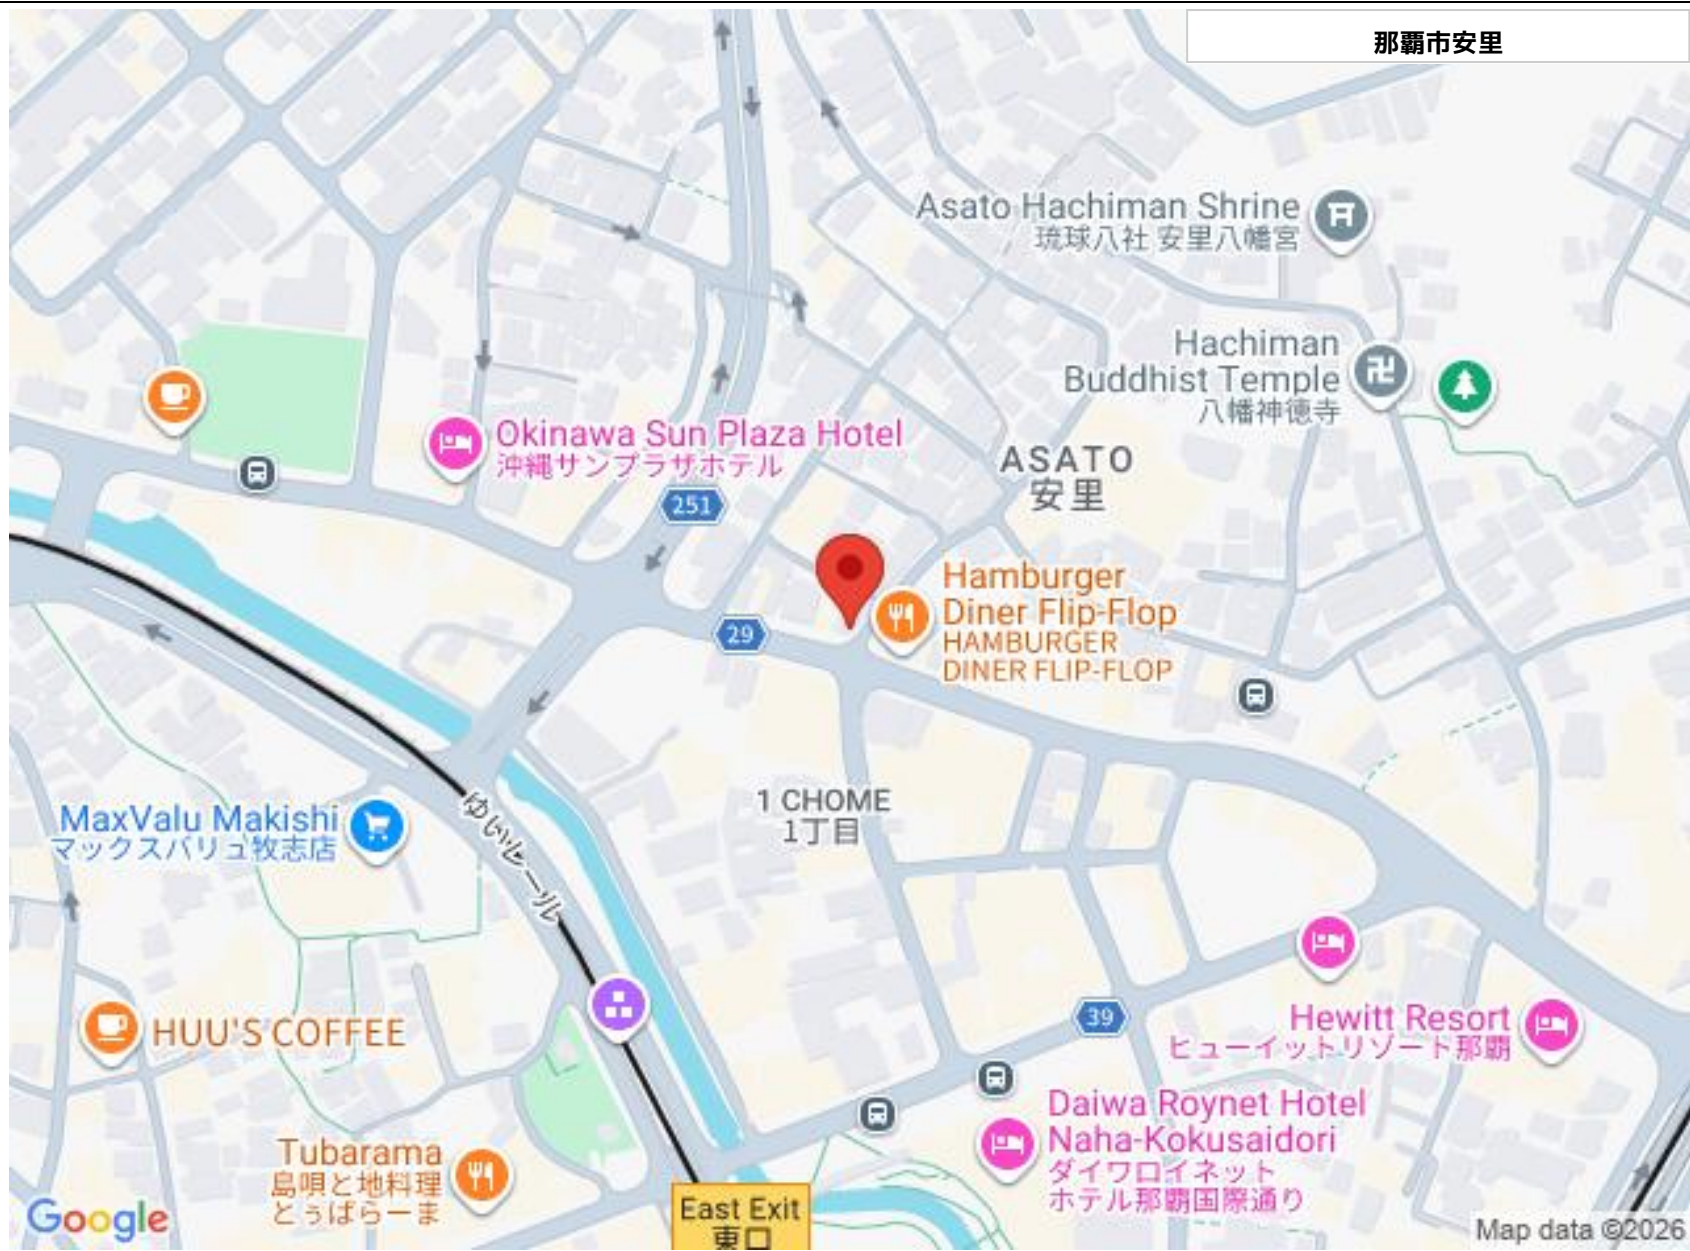 那覇市安里
Asato Hachiman Shrine
琉球八社 安里八幡宮
Hachiman
Buddhist Temple
八幡神徳寺
Okinawa Sun Plaza Hotel
沖縄サンプラザホテル
ASATO
安里
251
Hamburger
Diner Flip-Flop
HAMBURGER
DINER FLIP-FLOP
29
1 CHOME
1丁目
MaxValu Makishi
マックスバリュ牧志店
ゆいレール
HUU'S COFFEE
39
Hewitt Resort
ヒューイットリゾート那覇
Daiwa Roynet Hotel
Naha-Kokusaidori
ダイワロイネット
ホテル那覇国際通り
Tubarama
島唄と地料理
とぅばらーま
East Exit
東口
Google
Map data ©2026